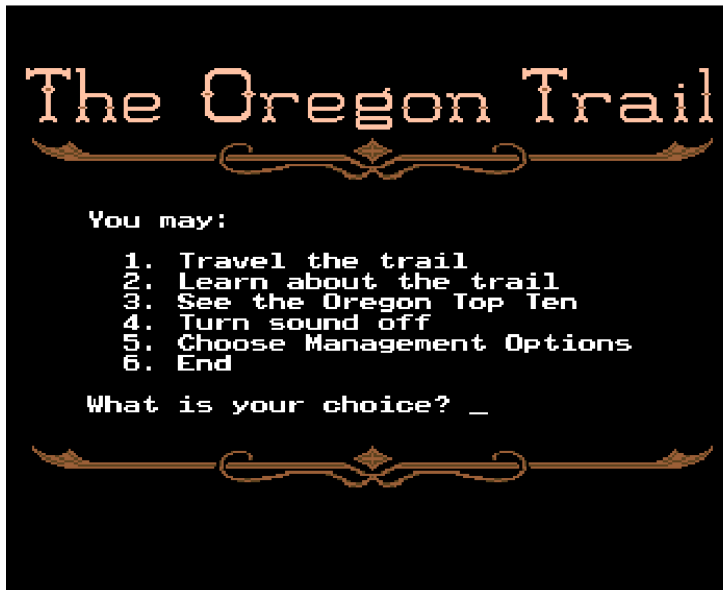 The Oregon Trail
You may:
1. Travel the trail
2. Learn about the trail
3. See the Oregon Top Ten
4. Turn sound off
5. Choose Management Options
6. End
What is your choice? _